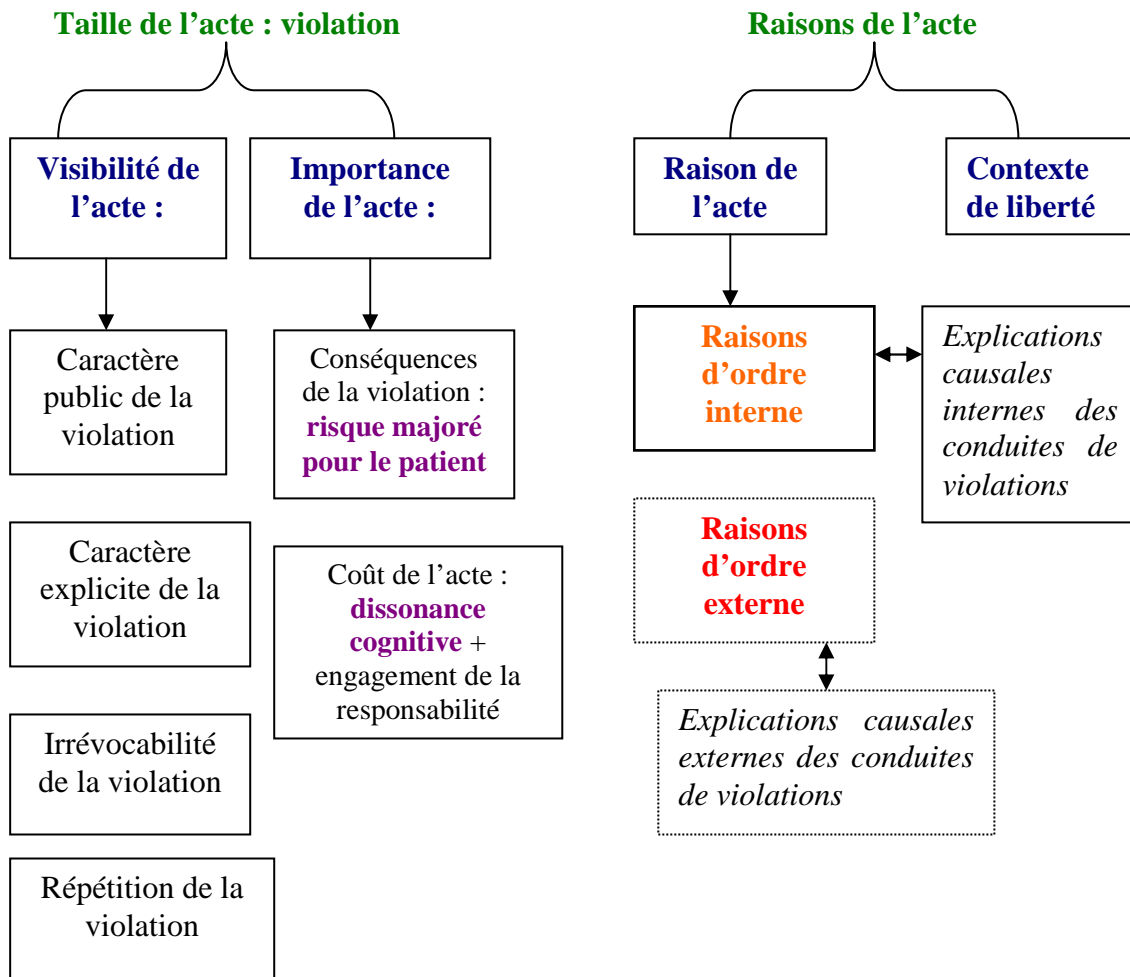 Taille de l’acte : violation
Visibilité de
l’acte :
Importance
de l’acte :
Caractère
public de la
violation
Conséquences
de la violation :
risque majoré
pour le patient
Caractère
explicite de la
violation
Coût de l’acte :
dissonance
cognitive +
engagement de la
responsabilité
Irrévocabilité
de la violation
Répétition de la
violation
Raisons de l’acte
Raison de
l’acte
Contexte
de liberté
Raisons
d’ordre
interne
Explications
causales
internes des
conduites de
violations
Raisons
d’ordre
externe
Explications causales
externes des conduites
de violations